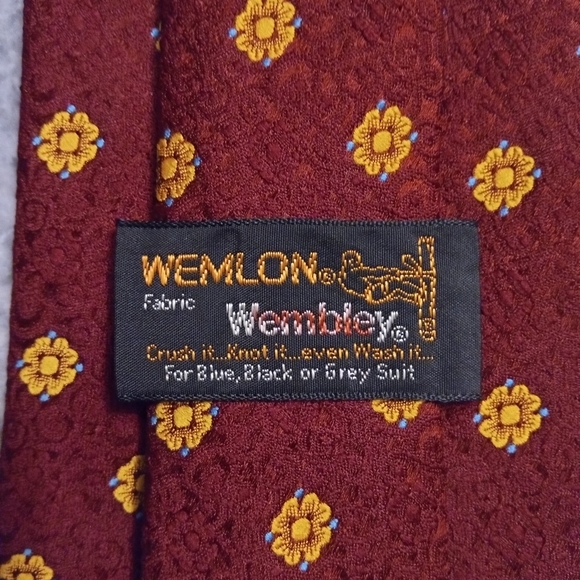 WEMLON®
Fabric
Wembley®
Crush it...Knot it...even Wash it...
For Blue, Black or Grey Suit